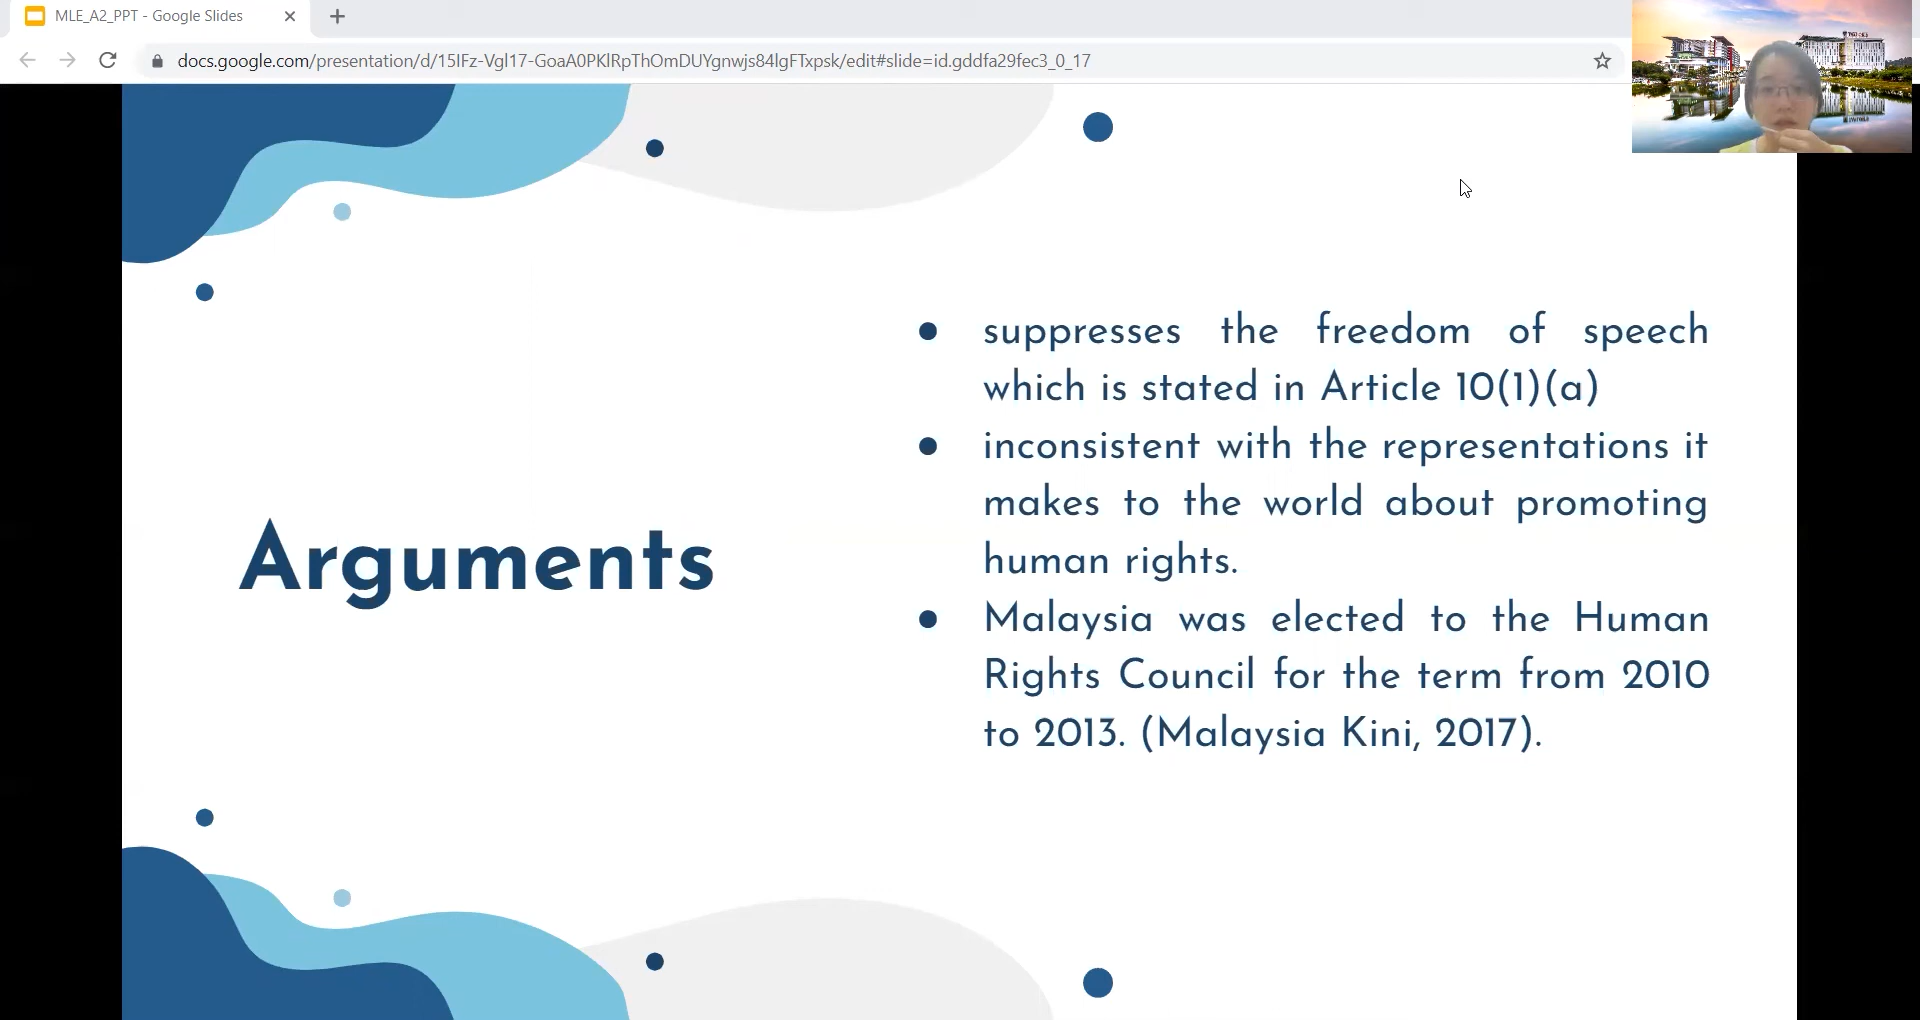 MLE_A2_PPT - Google Slides
docs.google.com/presentation/d/15IFz-Vgl17-GoaA0PKlRpThOmDUYgnwjs84lgFTxpsk/edit#slide=id.gddfa29fec3_0_17
Arguments
suppresses the freedom of speech
which is stated in Article 10(1)(a)
inconsistent with the representations it
makes to the world about promoting
human rights.
Malaysia was elected to the Human
Rights Council for the term from 2010
to 2013. (Malaysia Kini, 2017).